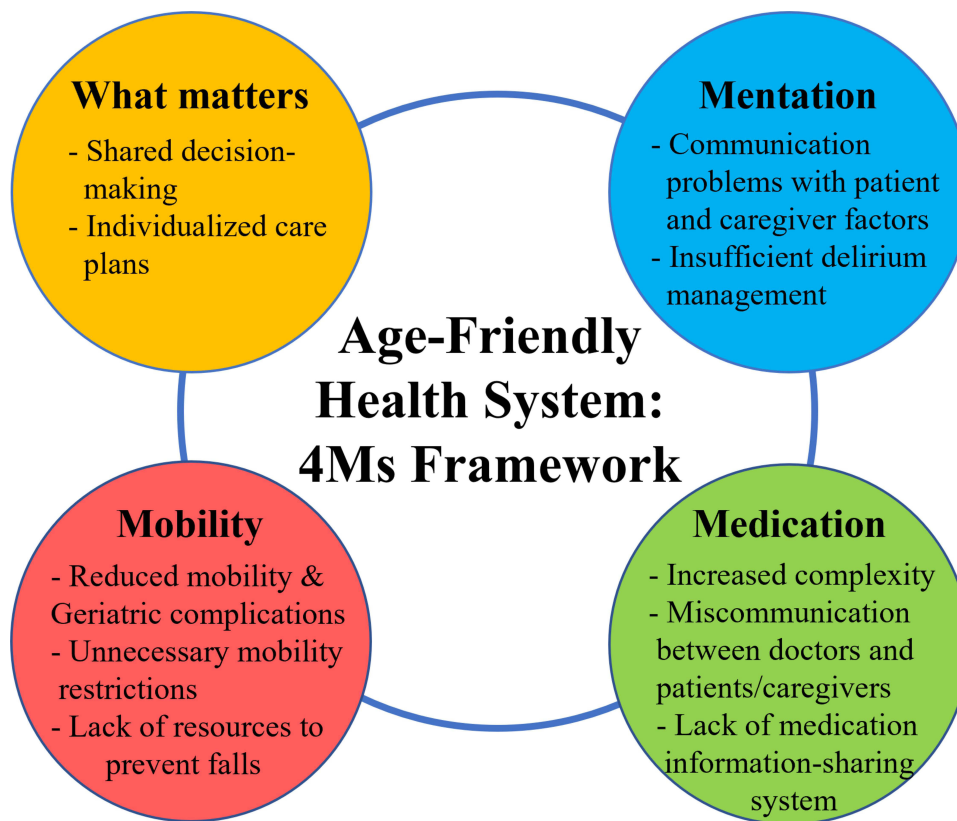 What matters
- Shared decision-
making
- Individualized care
plans
Mentation
- Communication
problems with patient
and caregiver factors
- Insufficient delirium
management
Age-Friendly
Health System:
4Ms Framework
Mobility
- Reduced mobility &
Geriatric complications
- Unnecessary mobility
restrictions
- Lack of resources to
prevent falls
Medication
- Increased complexity
- Miscommunication
between doctors and
patients/caregivers
- Lack of medication
information-sharing
system